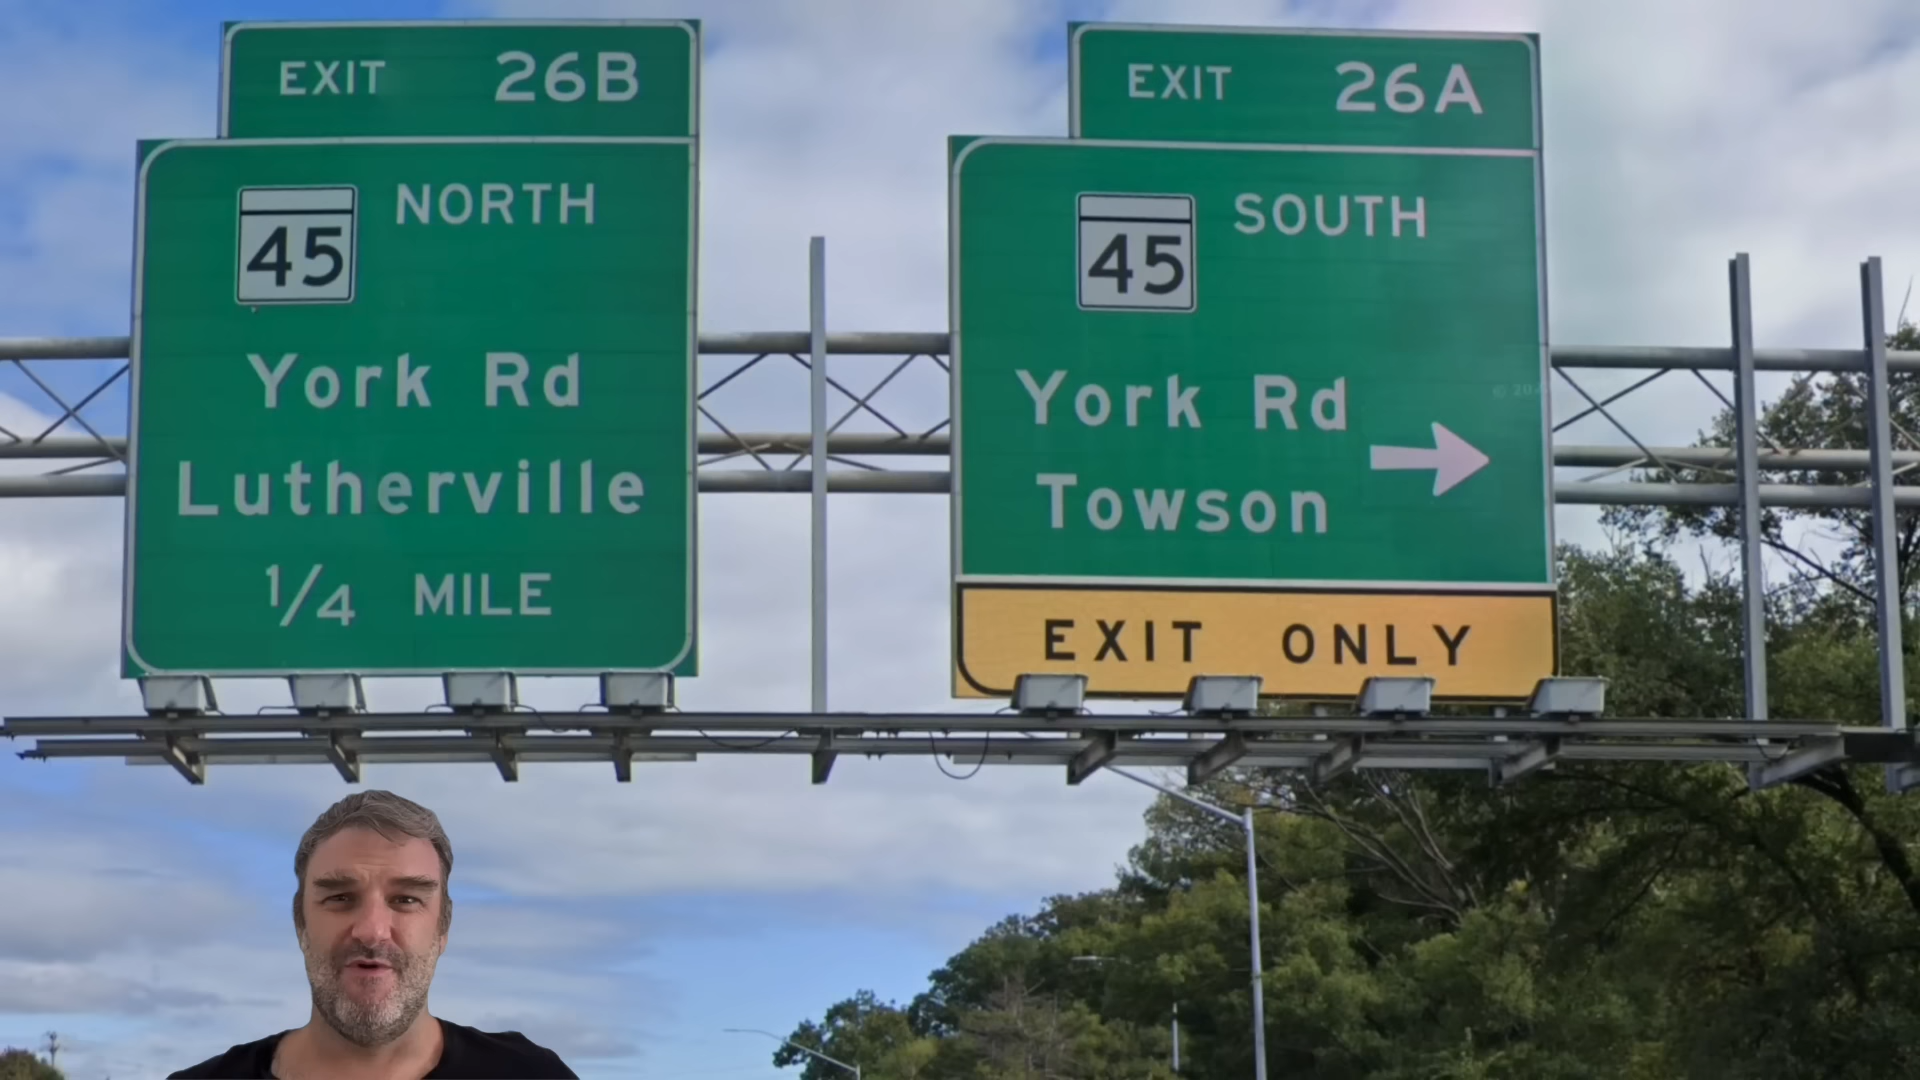 EXIT 26B
45 NORTH
York Rd
Lutherville
1/4 MILE
EXIT 26A
45 SOUTH
York Rd
Towson
EXIT ONLY